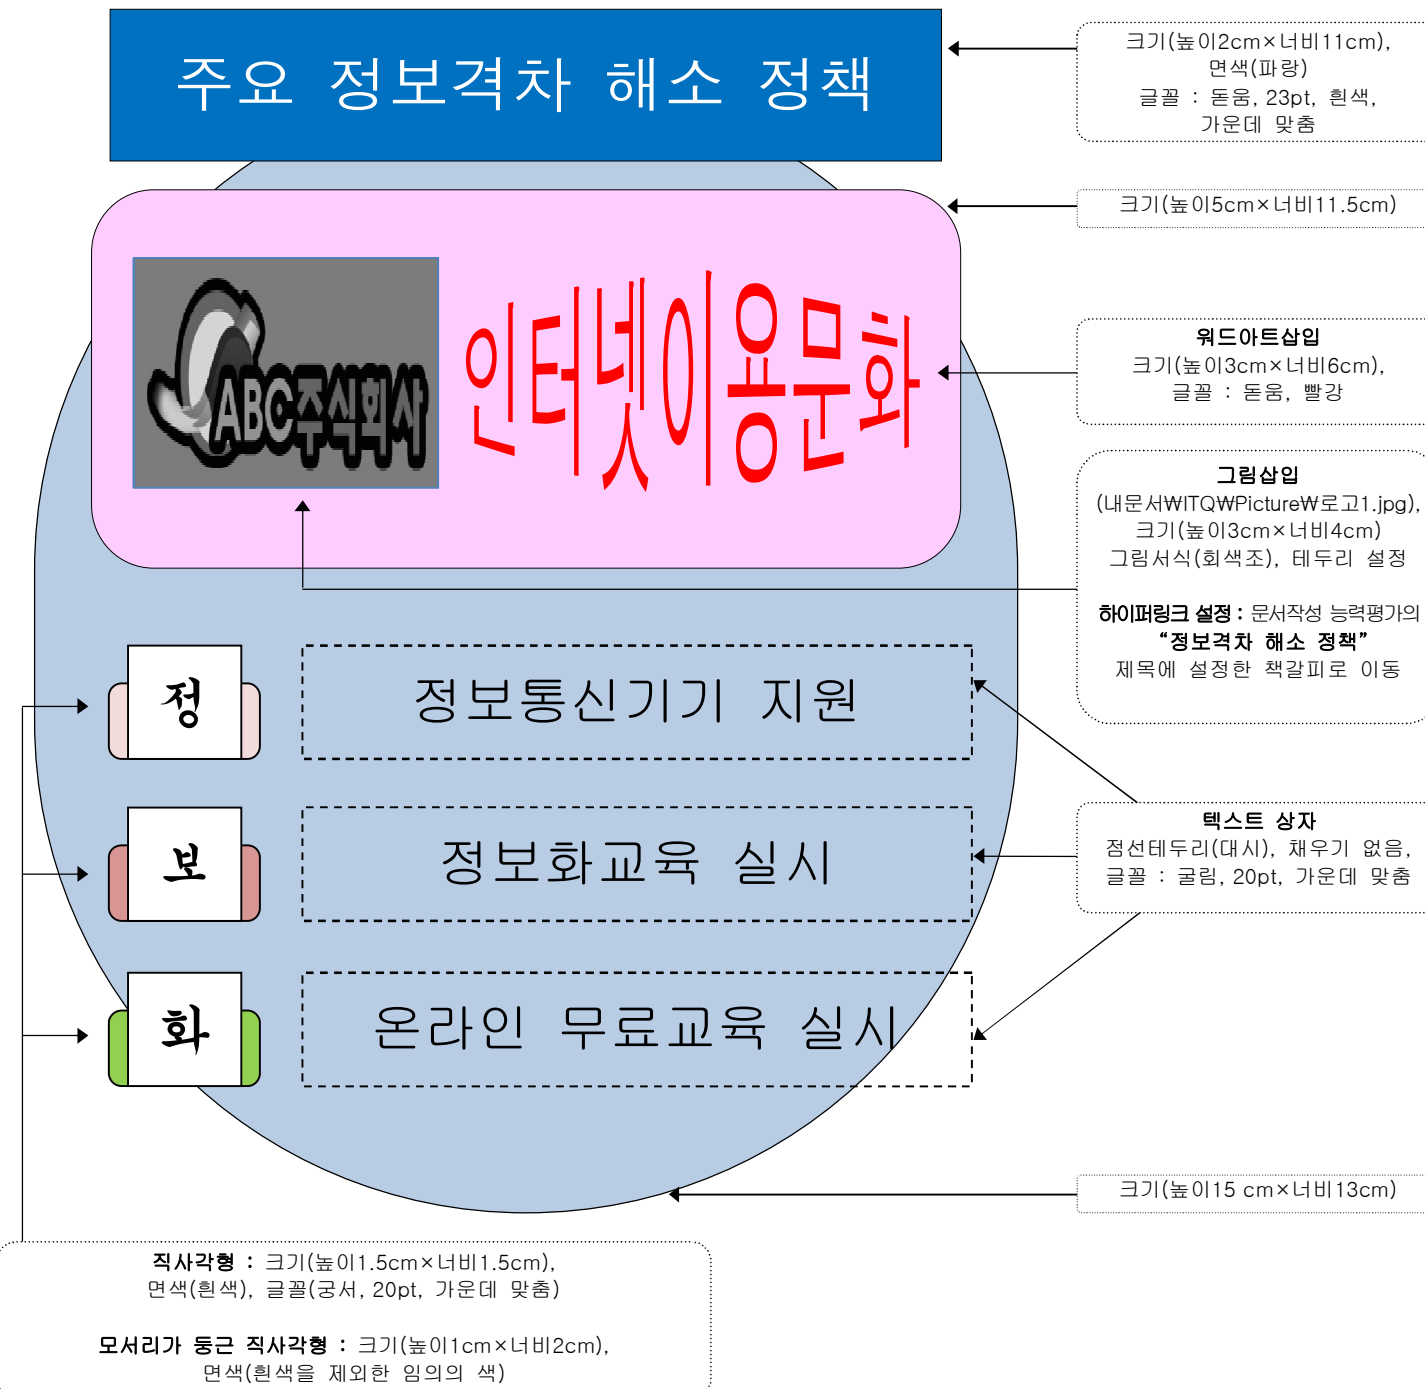 주요 정보격차 해소 정책
크기(높이2cm×너비11cm),
면색(파랑)
글꼴 : 돋움, 23pt, 흰색,
가운데 맞춤
크기(높이5cm×너비11.5cm)
ABC주식회사
인터넷이용문화
워드아트삽입
크기(높이3cm×너비6cm),
글꼴 : 돋움, 빨강
그림삽입
(내문서₩ITQ₩Picture₩로고1.jpg),
크기(높이3cm×너비4cm)
그림서식(회색조), 테두리 설정
하이퍼링크 설정 : 문서작성 능력평가의
“정보격차 해소 정책”
제목에 설정한 책갈피로 이동
정
정보통신기기 지원
보
정보화교육 실시
텍스트 상자
점선테두리(대시), 채우기 없음,
글꼴 : 굴림, 20pt, 가운데 맞춤
화
온라인 무료교육 실시
크기(높이15 cm×너비13cm)
직사각형 : 크기(높이1.5cm×너비1.5cm),
면색(흰색), 글꼴(궁서, 20pt, 가운데 맞춤)
모서리가 둥근 직사각형 : 크기(높이1cm×너비2cm),
면색(흰색을 제외한 임의의 색)